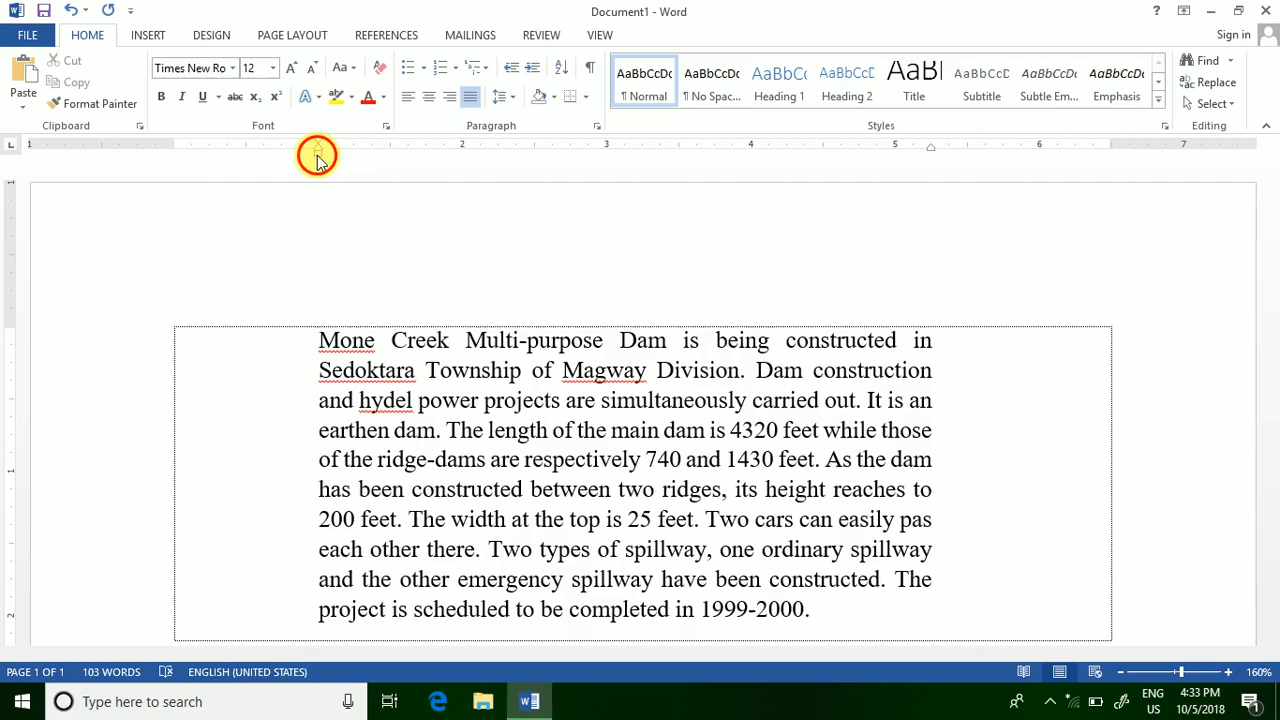 Document1 - Word
Sign in
FILE HOME INSERT DESIGN PAGE LAYOUT REFERENCES MAILINGS REVIEW VIEW
Paste
Cut
Copy
Format Painter
Clipboard
Times New Ro 12
Font
Paragraph
AaBbCcDc AaBbCcDc AaBbCc AaBbCcD AaBb AaBbCcD AaBbCcDc AaBbCcDc
¶ Normal ¶ No Spac... Heading 1 Heading 2 Title Subtitle Subtle Em... Emphasis
Styles
Find
Replace
Select
Editing
1 2 3 4 5 6 7
Mone Creek Multi-purpose Dam is being constructed in
Sedoktara Township of Magway Division. Dam construction
and hydel power projects are simultaneously carried out. It is an
earthen dam. The length of the main dam is 4320 feet while those
of the ridge-dams are respectively 740 and 1430 feet. As the dam
has been constructed between two ridges, its height reaches to
200 feet. The width at the top is 25 feet. Two cars can easily pas
each other there. Two types of spillway, one ordinary spillway
and the other emergency spillway have been constructed. The
project is scheduled to be completed in 1999-2000.
PAGE 1 OF 1 103 WORDS ENGLISH (UNITED STATES) 160%
Type here to search
ENG
US
4:33 PM
10/5/2018